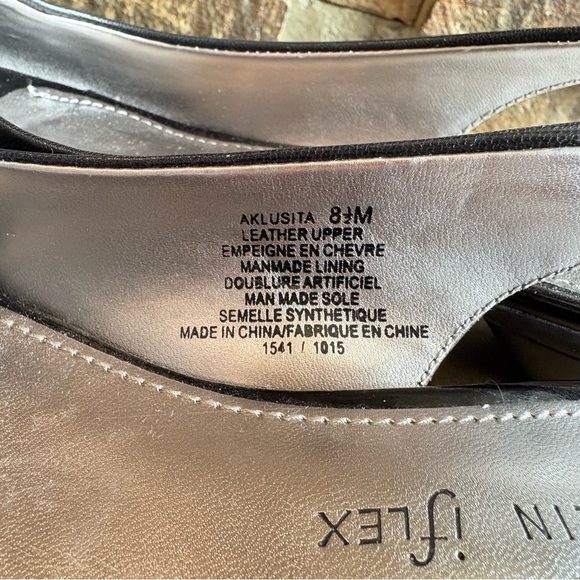 AKLUSITA 8½M
LEATHER UPPER
EMPEIGNE EN CHEVRE
MANMADE LINING
DOUBLURE ARTIFICIEL
MAN MADE SOLE
SEMELLE SYNTHETIQUE
MADE IN CHINA/FABRIQUE EN CHINE
1541 / 1015
LIN iflex